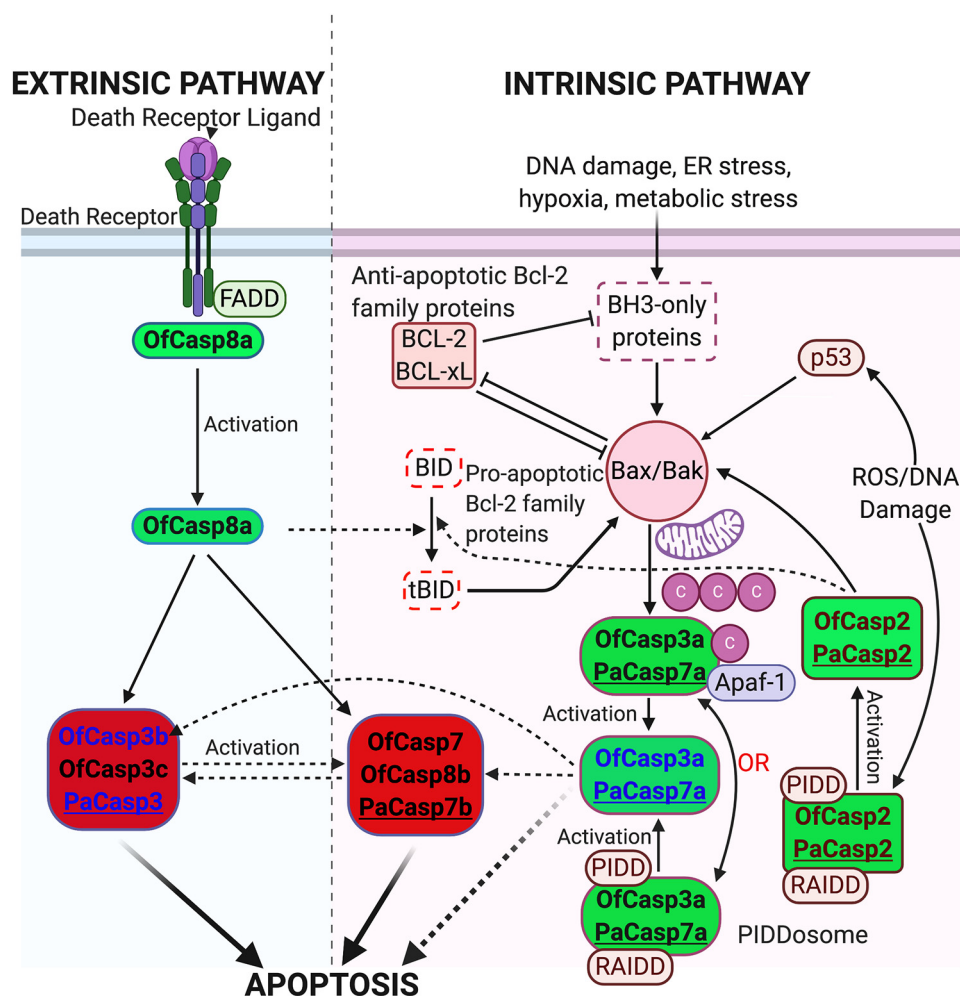 EXTRINSIC PATHWAY
Death Receptor Ligand
Death Receptor
FADD
OfCasp8a
Activation
OfCasp8a
OfCasp3b
OfCasp3c
PaCasp3
Activation
OfCasp7
OfCasp8b
PaCasp7b
APOPTOSIS
INTRINSIC PATHWAY
DNA damage, ER stress,
hypoxia, metabolic stress
Anti-apoptotic Bcl-2
family proteins
BCL-2
BCL-xL
BH3-only
proteins
p53
Bax/Bak
BID
Pro-apoptotic
Bcl-2 family
proteins
tBID
ROS/DNA
Damage
C
C
C
OfCasp3a
PaCasp7a
C
Apaf-1
Activation
OfCasp3a
PaCasp7a
OR
Activation
PIDD
OfCasp3a
PaCasp7a
RAIDD
PIDDosome
OfCasp2
PaCasp2
Activation
PIDD
OfCasp2
PaCasp2
RAIDD